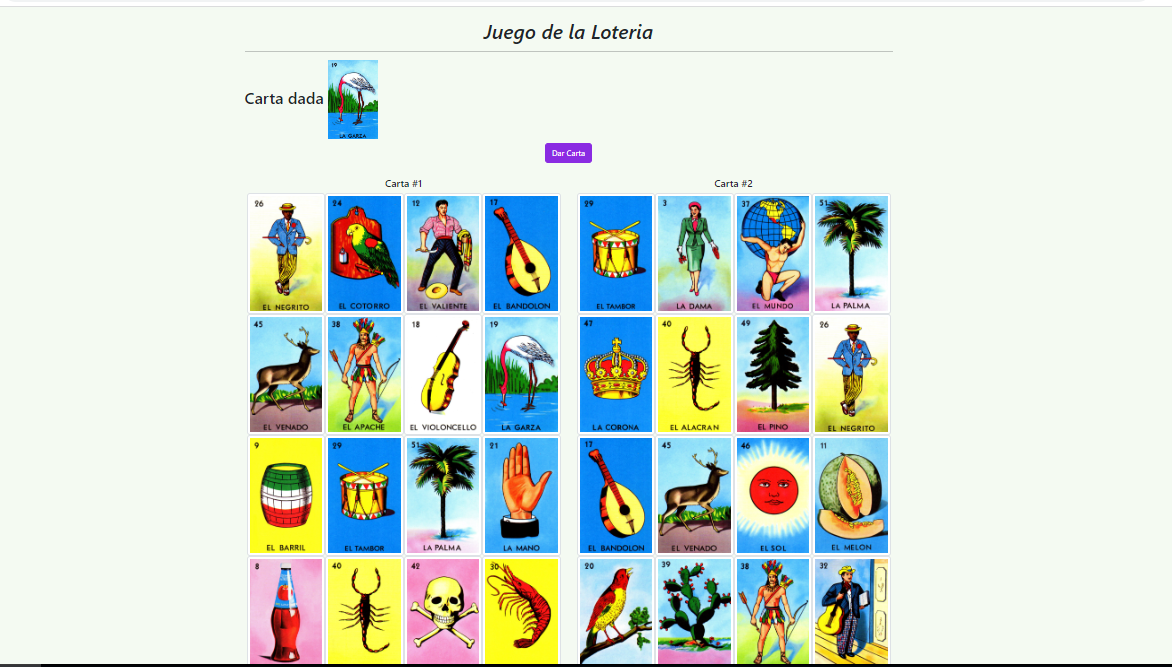 Juego de la Loteria
19
Carta dada
LA GARZA
Dar Carta
Carta #1
Carta #2
26 24 12 17
29 3 37 51
EL NEGRITO EL COTORRO EL VALIENTE EL BANDOLON
EL TAMBOR LA DAMA EL MUNDO LA PALMA
45 38 18 19
47 40 49 26
EL VENADO EL APACHE EL VIOLONCELLO LA GARZA
LA CORONA EL ALACRAN EL PINO EL NEGRITO
9 29 51 21
17 45 46 11
EL BARRIL EL TAMBOR LA PALMA LA MANO
EL BANDOLON EL VENADO EL SOL EL MELON
8 40 42 30
20 39 38 32